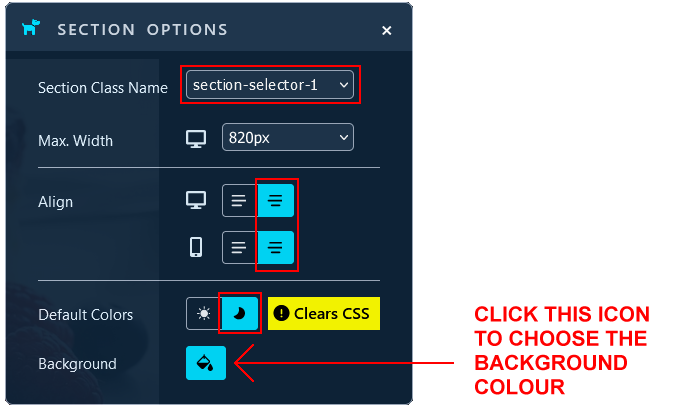 SECTION OPTIONS
Section Class Name section-selector-1
Max. Width 820px
Align
Default Colors Clears CSS
Background
CLICK THIS ICON
TO CHOOSE THE
BACKGROUND
COLOUR